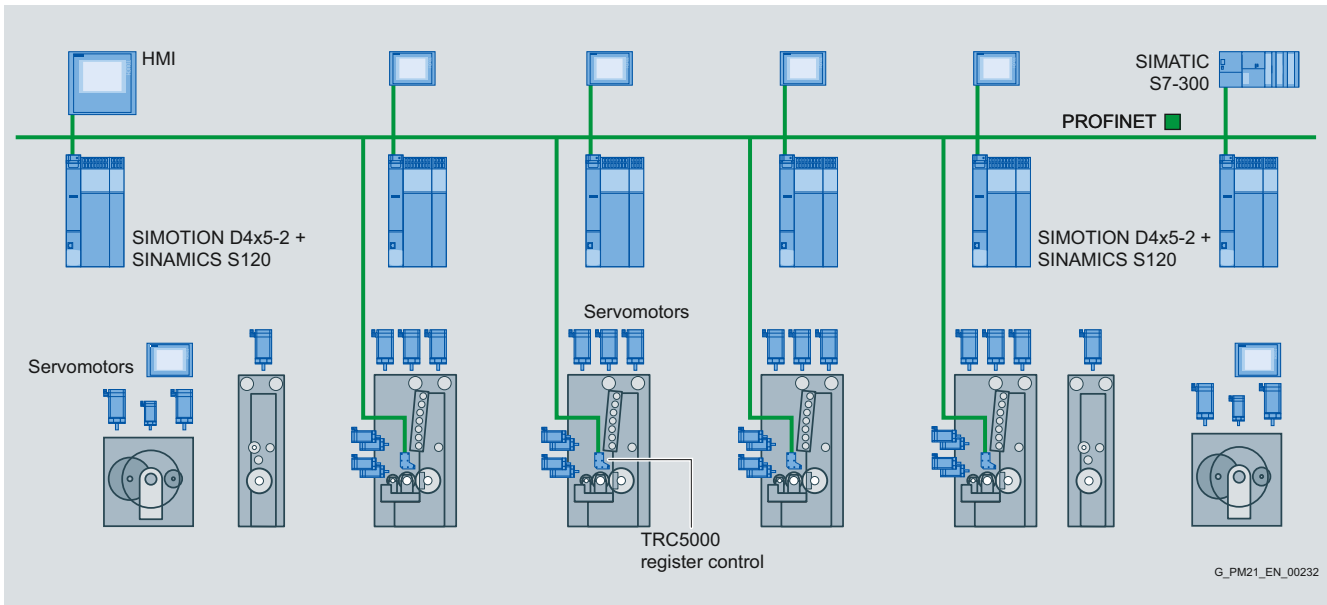 HMI
SIMATIC
S7-300
PROFINET
SIMOTION D4x5-2 +
SINAMICS S120
SIMOTION D4x5-2 +
SINAMICS S120
Servomotors
Servomotors
TRC5000
register control
G_PM21_EN_00232